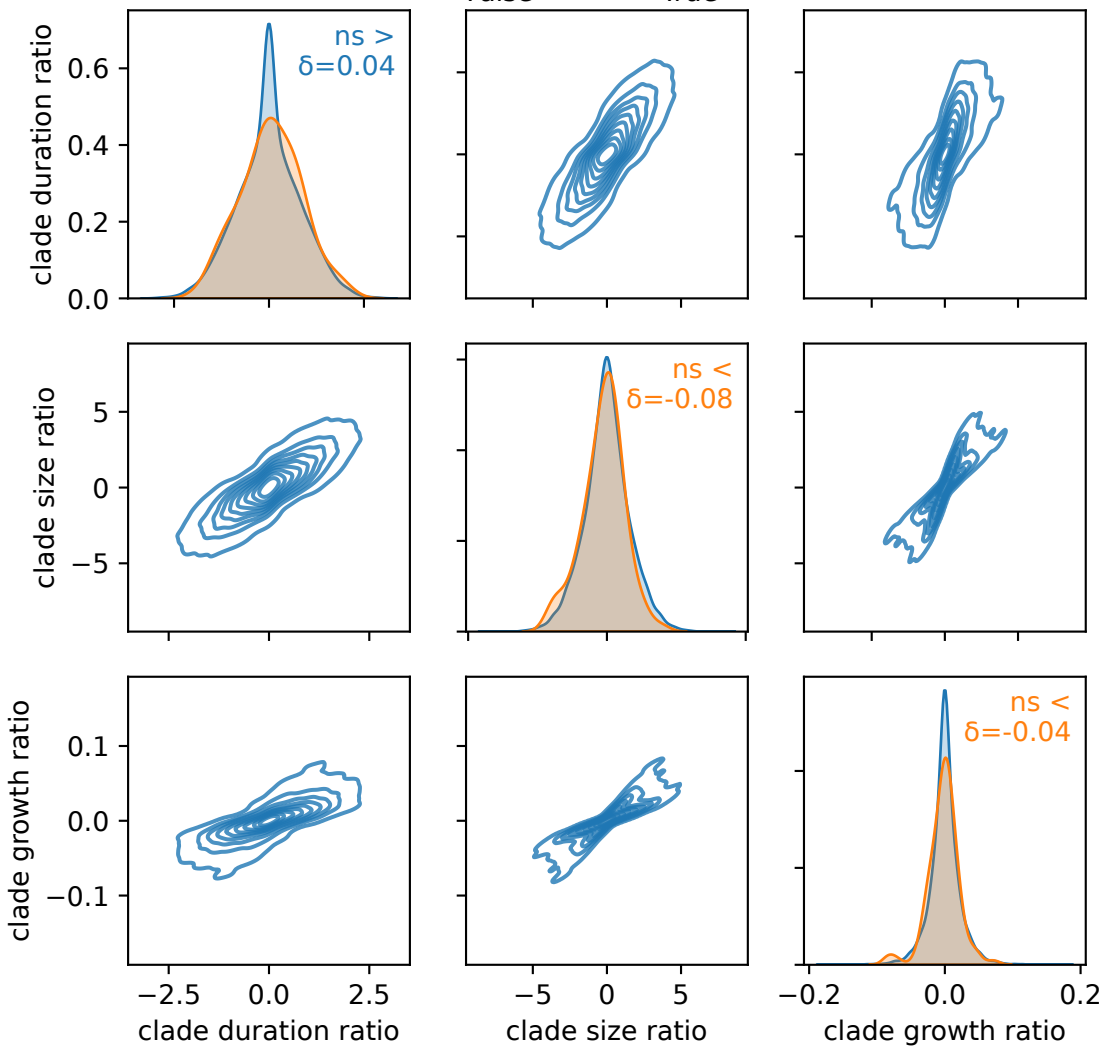 clade duration ratio
0.6
0.4
0.2
0.0
ns >
δ=0.04
clade size ratio
5
0
−5
ns <
δ=-0.08
clade growth ratio
0.1
0.0
−0.1
ns <
δ=-0.04
−2.5 0.0 2.5
−5 0 5
−0.2 0.0 0.2
clade duration ratio
clade size ratio
clade growth ratio